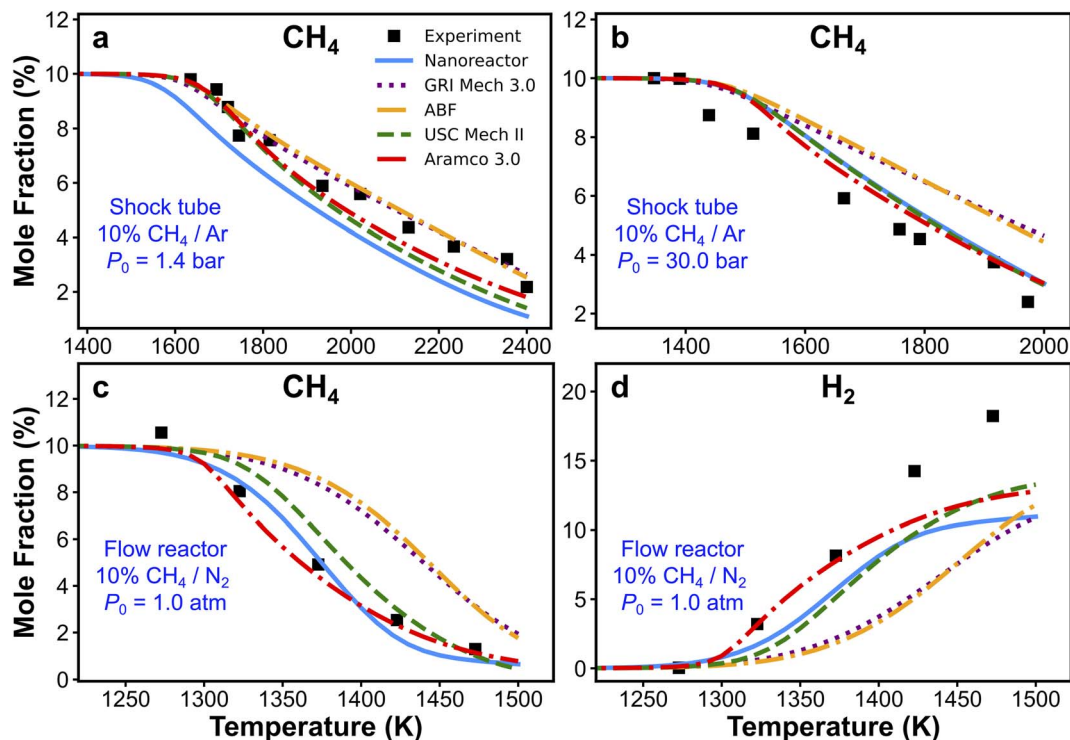 a
CH₄
Experiment
Nanoreactor
GRI Mech 3.0
ABF
USC Mech II
Aramco 3.0
Shock tube
10% CH₄ / Ar
P₀ = 1.4 bar
12
10
8
6
4
2
1400 1600 1800 2000 2200 2400
Mole Fraction (%)
b
CH₄
Shock tube
10% CH₄ / Ar
P₀ = 30.0 bar
12
10
8
6
4
2
1400 1600 1800 2000
c
CH₄
Flow reactor
10% CH₄ / N₂
P₀ = 1.0 atm
12
10
8
6
4
2
0
1250 1300 1350 1400 1450 1500
Mole Fraction (%)
Temperature (K)
d
H₂
Flow reactor
10% CH₄ / N₂
P₀ = 1.0 atm
20
15
10
5
0
1250 1300 1350 1400 1450 1500
Temperature (K)